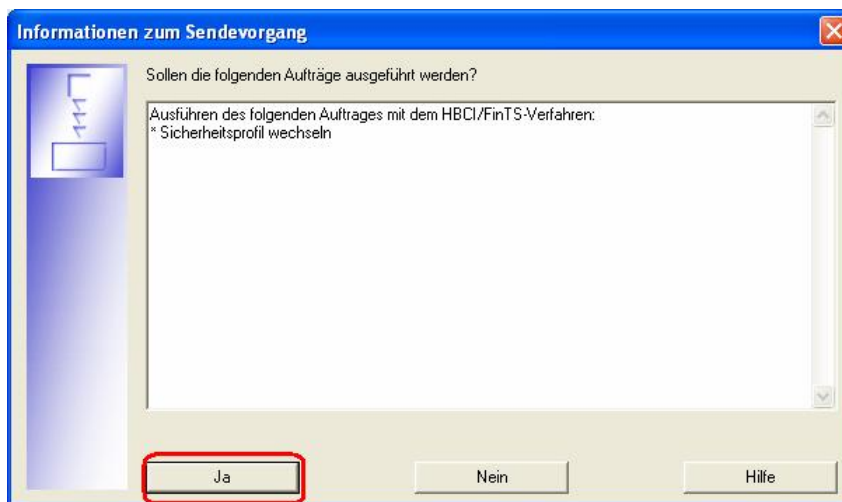 Informationen zum Sendevorgang
Sollen die folgenden Aufträge ausgeführt werden?
Ausführen des folgenden Auftrages mit dem HBCI/FinTS-Verfahren:
* Sicherheitsprofil wechseln
Ja
Nein
Hilfe